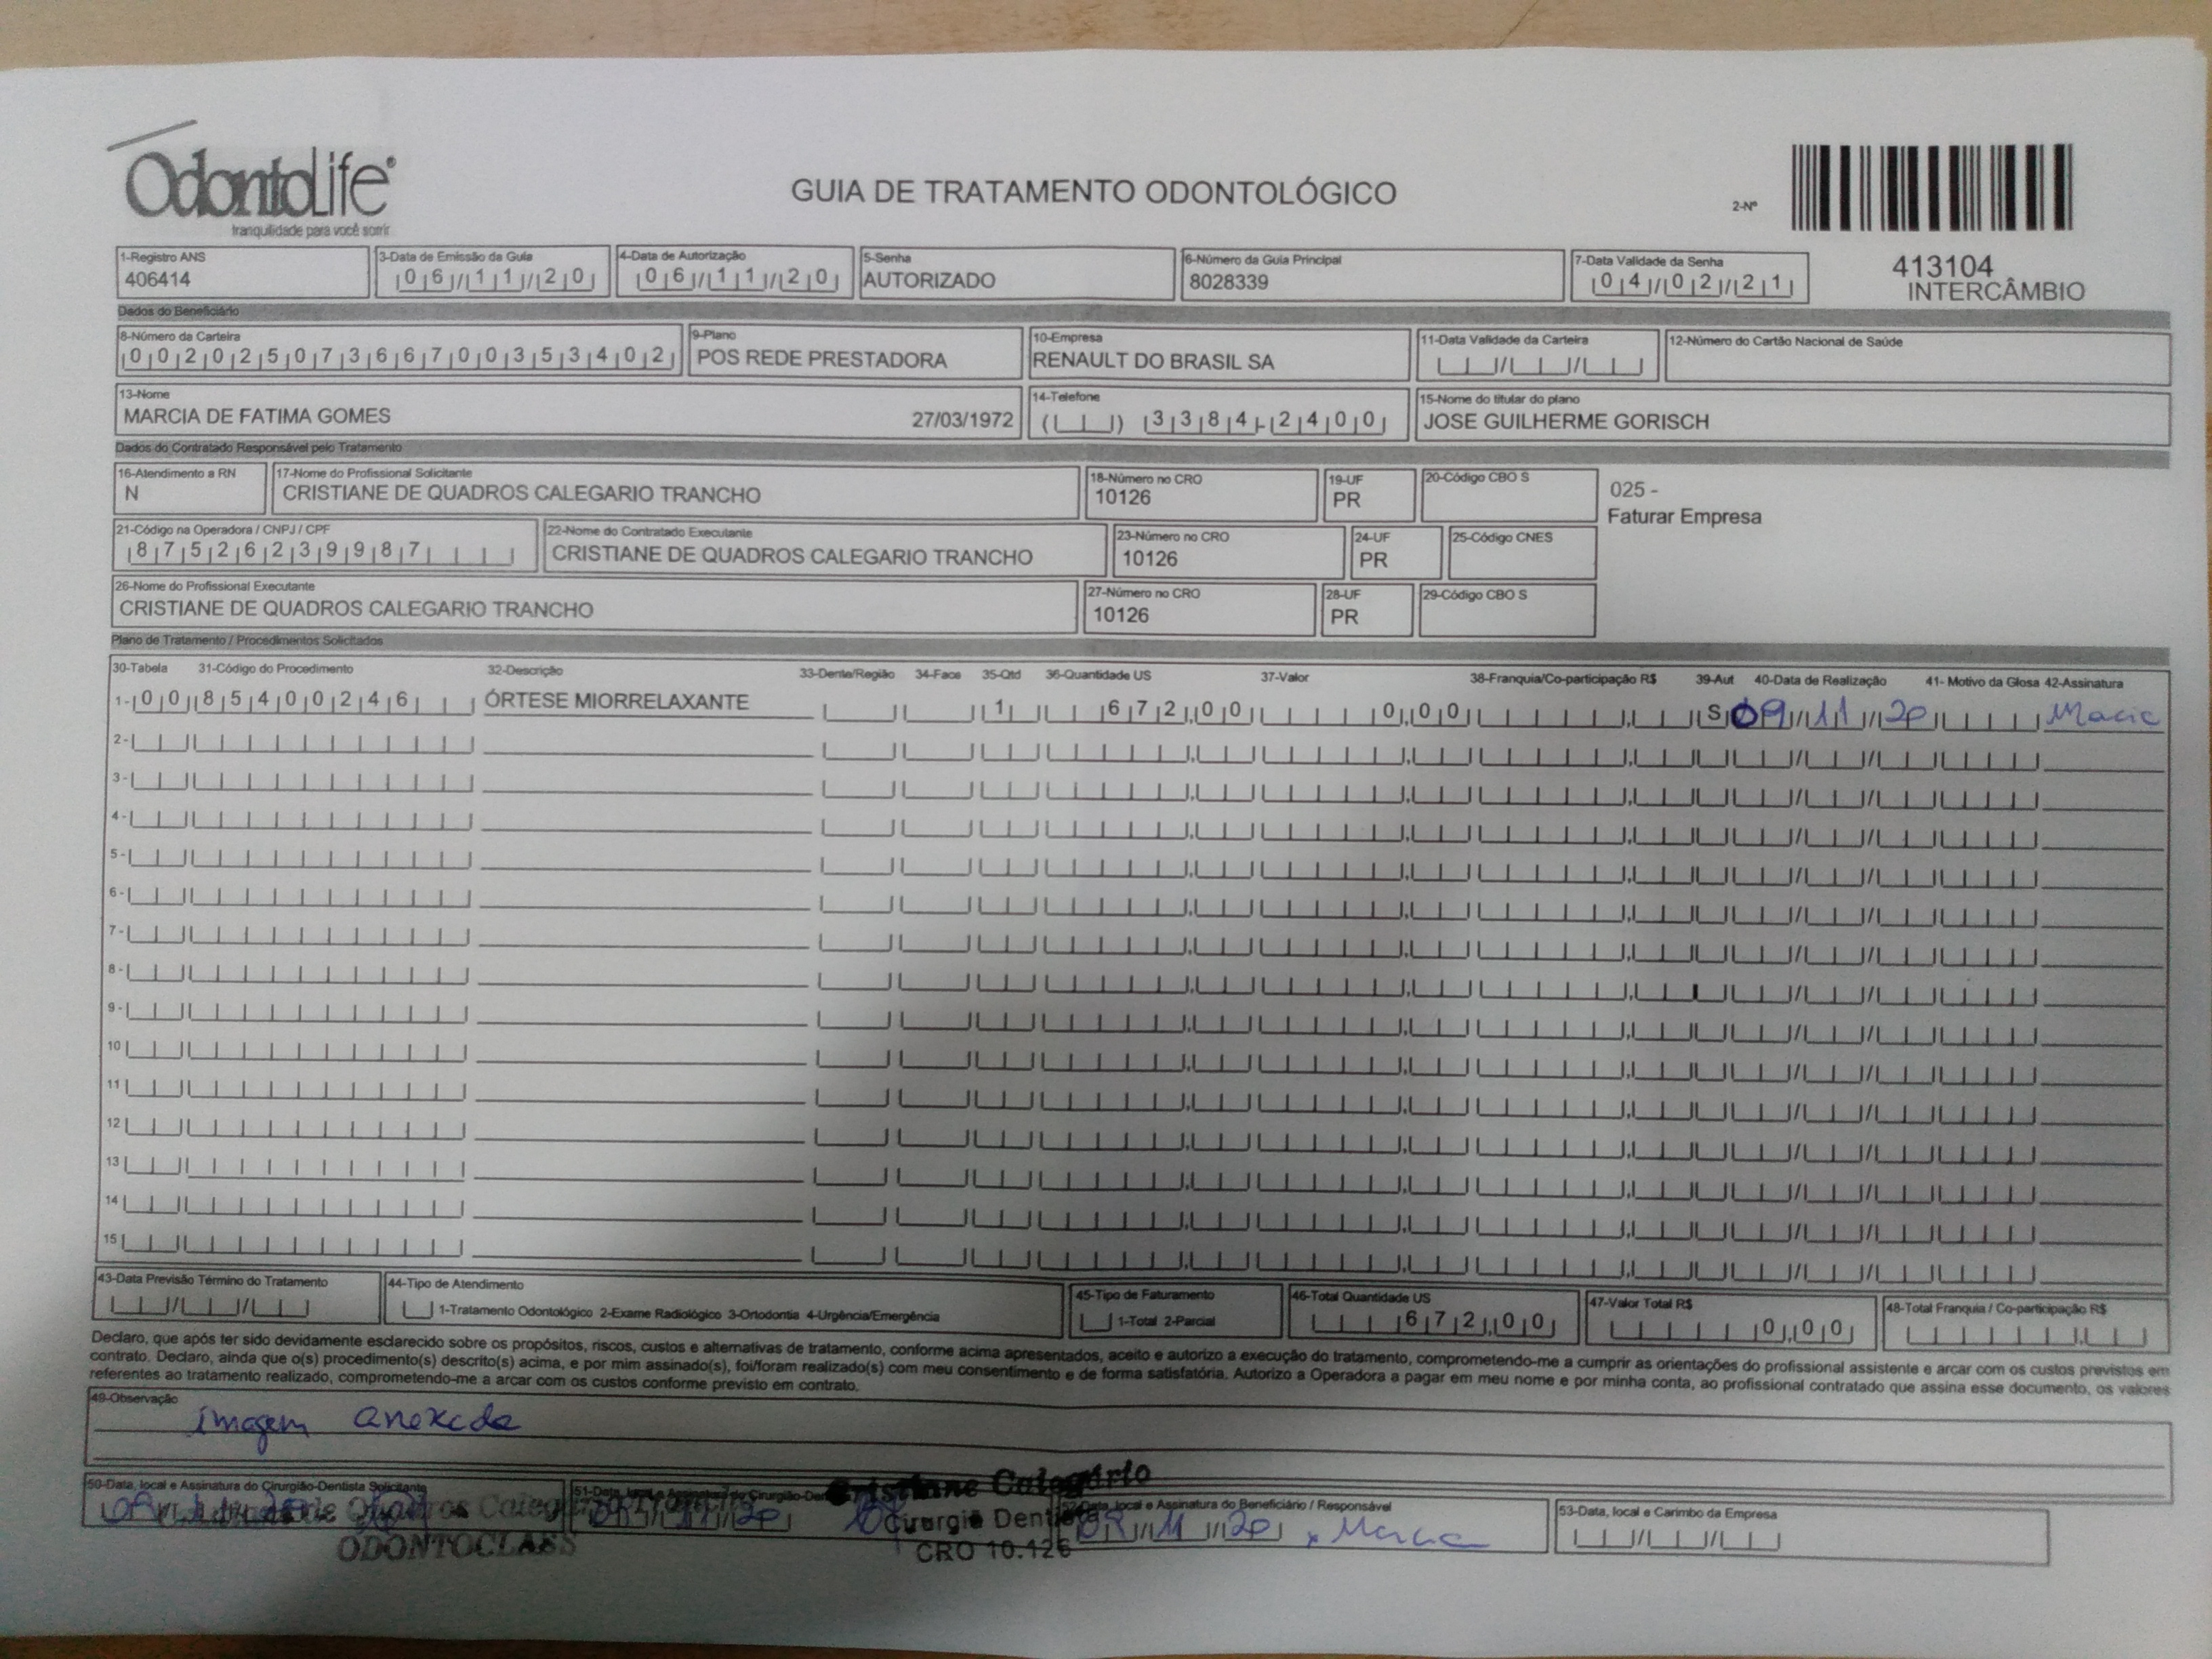 OdontoLife®
tranquilidade para você sorrir
GUIA DE TRATAMENTO ODONTOLÓGICO
2-Nº
413104
INTERCÂMBIO
1-Registro ANS
406414
3-Data de Emissão da Guia
06/11/20
4-Data de Autorização
06/11/20
5-Senha
AUTORIZADO
6-Número da Guia Principal
8028339
7-Data Validade da Senha
04/02/21
Dados do Beneficiário
8-Número da Carteira
00202507366700353402
9-Plano
POS REDE PRESTADORA
10-Empresa
RENAULT DO BRASIL SA
11-Data Validade da Carteira
12-Número do Cartão Nacional de Saúde
13-Nome
MARCIA DE FATIMA GOMES 27/03/1972
14-Telefone
( ) 3384-2400
15-Nome do titular do plano
JOSE GUILHERME GORISCH
Dados do Contratado Responsável pelo Tratamento
16-Atendimento a RN
N
17-Nome do Profissional Solicitante
CRISTIANE DE QUADROS CALEGARIO TRANCHO
18-Número no CRO
10126
19-UF
PR
20-Código CBO S
025 -
Faturar Empresa
21-Código na Operadora / CNPJ / CPF
87526239987
22-Nome do Contratado Executante
CRISTIANE DE QUADROS CALEGARIO TRANCHO
23-Número no CRO
10126
24-UF
PR
25-Código CNES
26-Nome do Profissional Executante
CRISTIANE DE QUADROS CALEGARIO TRANCHO
27-Número no CRO
10126
28-UF
PR
29-Código CBO S
Plano de Tratamento / Procedimentos Solicitados
30-Tabela 31-Código do Procedimento 32-Descrição 33-Dente/Região 34-Face 35-Qtd 36-Quantidade US 37-Valor 38-Franquia/Co-participação R$ 39-Aut 40-Data de Realização 41- Motivo da Glosa 42-Assinatura
1- 00 85400246 ÓRTESE MIORRELAXANTE 1 672,00 0,00 S 09/11/20 Marcia
2-
3-
4-
5-
6-
7-
8-
9-
10
11
12
13
14
15
43-Data Previsão Término do Tratamento
44-Tipo de Atendimento
1-Tratamento Odontológico 2-Exame Radiológico 3-Ortodontia 4-Urgência/Emergência
45-Tipo de Faturamento
1-Total 2-Parcial
46-Total Quantidade US
672,00
47-Valor Total R$
0,00
48-Total Franquia / Co-participação R$
Declaro, que após ter sido devidamente esclarecido sobre os propósitos, riscos, custos e alternativas de tratamento, conforme acima apresentados, aceito e autorizo a execução do tratamento, comprometendo-me a cumprir as orientações do profissional assistente e arcar com os custos previstos em
contrato. Declaro, ainda que o(s) procedimento(s) descrito(s) acima, e por mim assinado(s), foi/foram realizado(s) com meu consentimento e de forma satisfatória. Autorizo a Operadora a pagar em meu nome e por minha conta, ao profissional contratado que assina esse documento, os valores
referentes ao tratamento realizado, comprometendo-me a arcar com os custos conforme previsto em contrato.
49-Observação
imagem anexada
50-Data, local e Assinatura do Cirurgião-Dentista Solicitante
de Quadros
ODONTOCLASS
Cristiane Calegário
Cirurgiã Dentista
CRO 10.126
52-Data, local e Assinatura do Beneficiário / Responsável
09/11/20 x Marcia
53-Data, local e Carimbo da Empresa